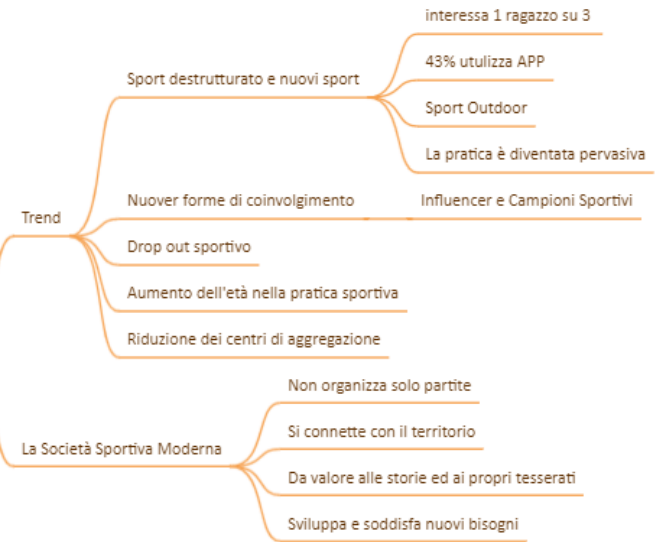 interessa 1 ragazzo su 3
43% utulizza APP
Sport destrutturato e nuovi sport
Sport Outdoor
La pratica è diventata pervasiva
Nuover forme di coinvolgimento
Influencer e Campioni Sportivi
Trend
Drop out sportivo
Aumento dell'età nella pratica sportiva
Riduzione dei centri di aggregazione
Non organizza solo partite
Si connette con il territorio
La Società Sportiva Moderna
Da valore alle storie ed ai propri tesserati
Sviluppa e soddisfa nuovi bisogni